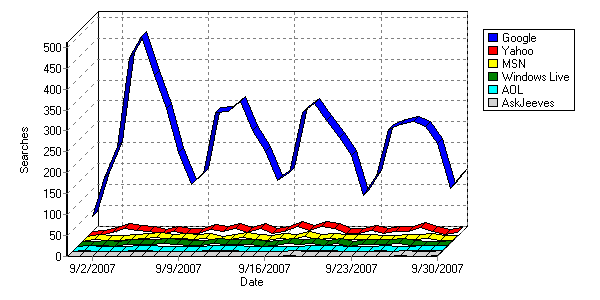 500
450
400
350
300
250
200
150
100
50
0
Searches
9/2/2007 9/9/2007 9/16/2007 9/23/2007 9/30/2007
Date
Google
Yahoo
MSN
Windows Live
AOL
AskJeeves